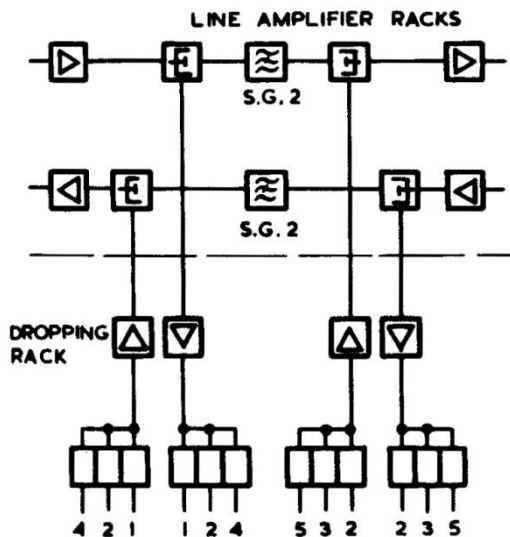 LINE AMPLIFIER RACKS
S.G. 2
S.G. 2
DROPPING
RACK
4 2 1 1 2 4 5 3 2 2 3 5